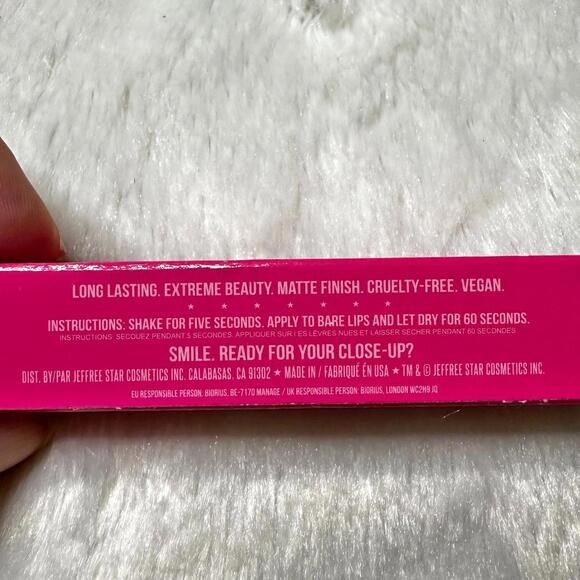 LONG LASTING. EXTREME BEAUTY. MATTE FINISH. CRUELTY-FREE. VEGAN.
★ ★ ★ ★ ★ ★ ★
INSTRUCTIONS: SHAKE FOR FIVE SECONDS. APPLY TO BARE LIPS AND LET DRY FOR 60 SECONDS.
INSTRUCTIONS: SECOUEZ PENDANT 5 SECONDES. APPLIQUER SUR LES LÈVRES NUES ET LAISSER SÉCHER PENDANT 60 SECONDES
SMILE. READY FOR YOUR CLOSE-UP?
DIST. BY/PAR JEFFREE STAR COSMETICS INC. CALABASAS, CA 91302 ★ MADE IN / FABRIQUÉ EN USA ★ TM & © JEFFREE STAR COSMETICS INC.
EU RESPONSIBLE PERSON: BIORIUS, BE-7170 MANAGE / UK RESPONSIBLE PERSON: BIORIUS, LONDON WC2H9JQ